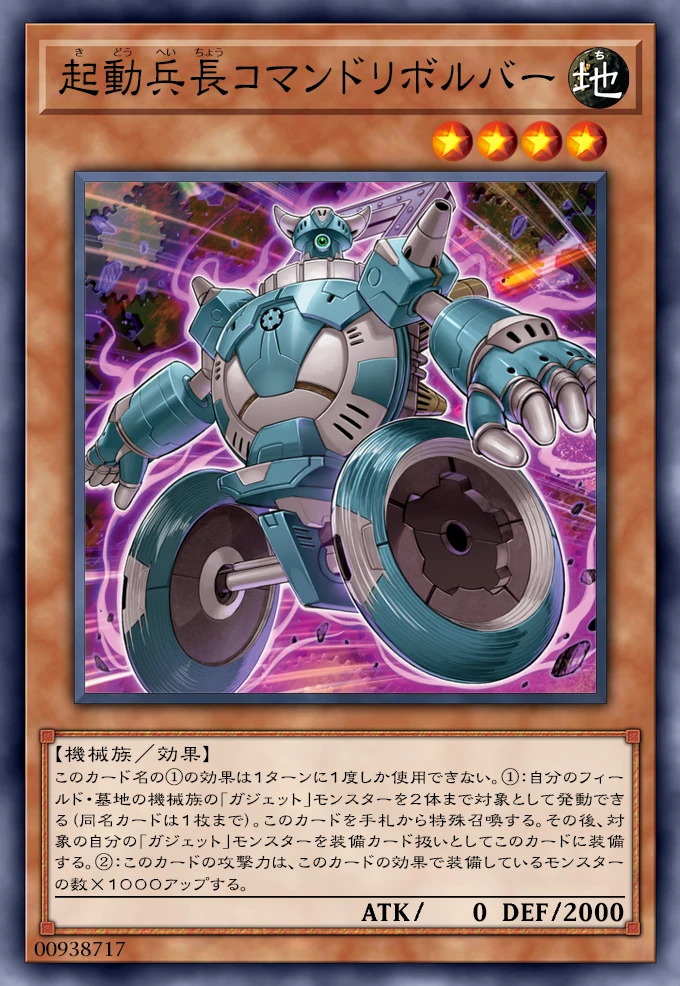 き どう へい ちょう
起動兵長コマンドリボルバー
ち
地
【機械族／効果】
このカード名の①の効果は1ターンに1度しか使用できない。①：自分のフィー
ルド・墓地の機械族の「ガジェット」モンスターを2体まで対象として発動でき
る(同名カードは1枚まで)。このカードを手札から特殊召喚する。その後、対
象の自分の「ガジェット」モンスターを装備カード扱いとしてこのカードに装備
する。②：このカードの攻撃力は、このカードの効果で装備しているモンスター
の数×1000アップする。
ATK/ 0 DEF/2000
00938717